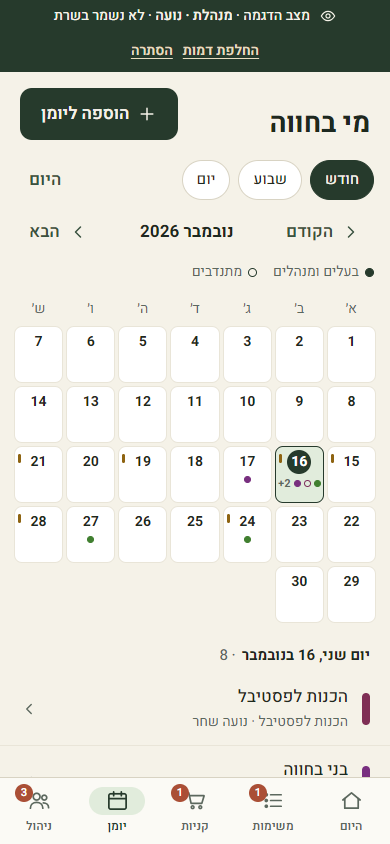 מצב הדגמה · מנהלת · נועה · לא נשמר בשרת
החלפת דמות הסתרה
מי בחווה
+ הוספה ליומן
חודש שבוע יום היום
הקודם נובמבר 2026 הבא
בעלים ומנהלים מתנדבים
א׳ ב׳ ג׳ ד׳ ה׳ ו׳ ש׳
1 2 3 4 5 6 7
8 9 10 11 12 13 14
15 16 17 18 19 20 21
+2
22 23 24 25 26 27 28
29 30
יום שני, 16 בנובמבר · 8
הכנות לפסטיבל
הכנות לפסטיבל · נועה שחר
בני בחווה
1 1 3
היום משימות קניות יומן ניהול